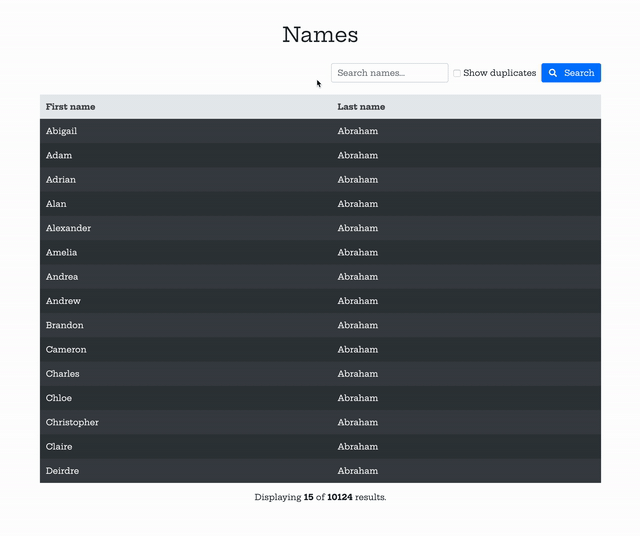 Names
Search names... Show duplicates Search
First name Last name
Abigail Abraham
Adam Abraham
Adrian Abraham
Alan Abraham
Alexander Abraham
Amelia Abraham
Andrea Abraham
Andrew Abraham
Brandon Abraham
Cameron Abraham
Charles Abraham
Chloe Abraham
Christopher Abraham
Claire Abraham
Deirdre Abraham
Displaying 15 of 10124 results.